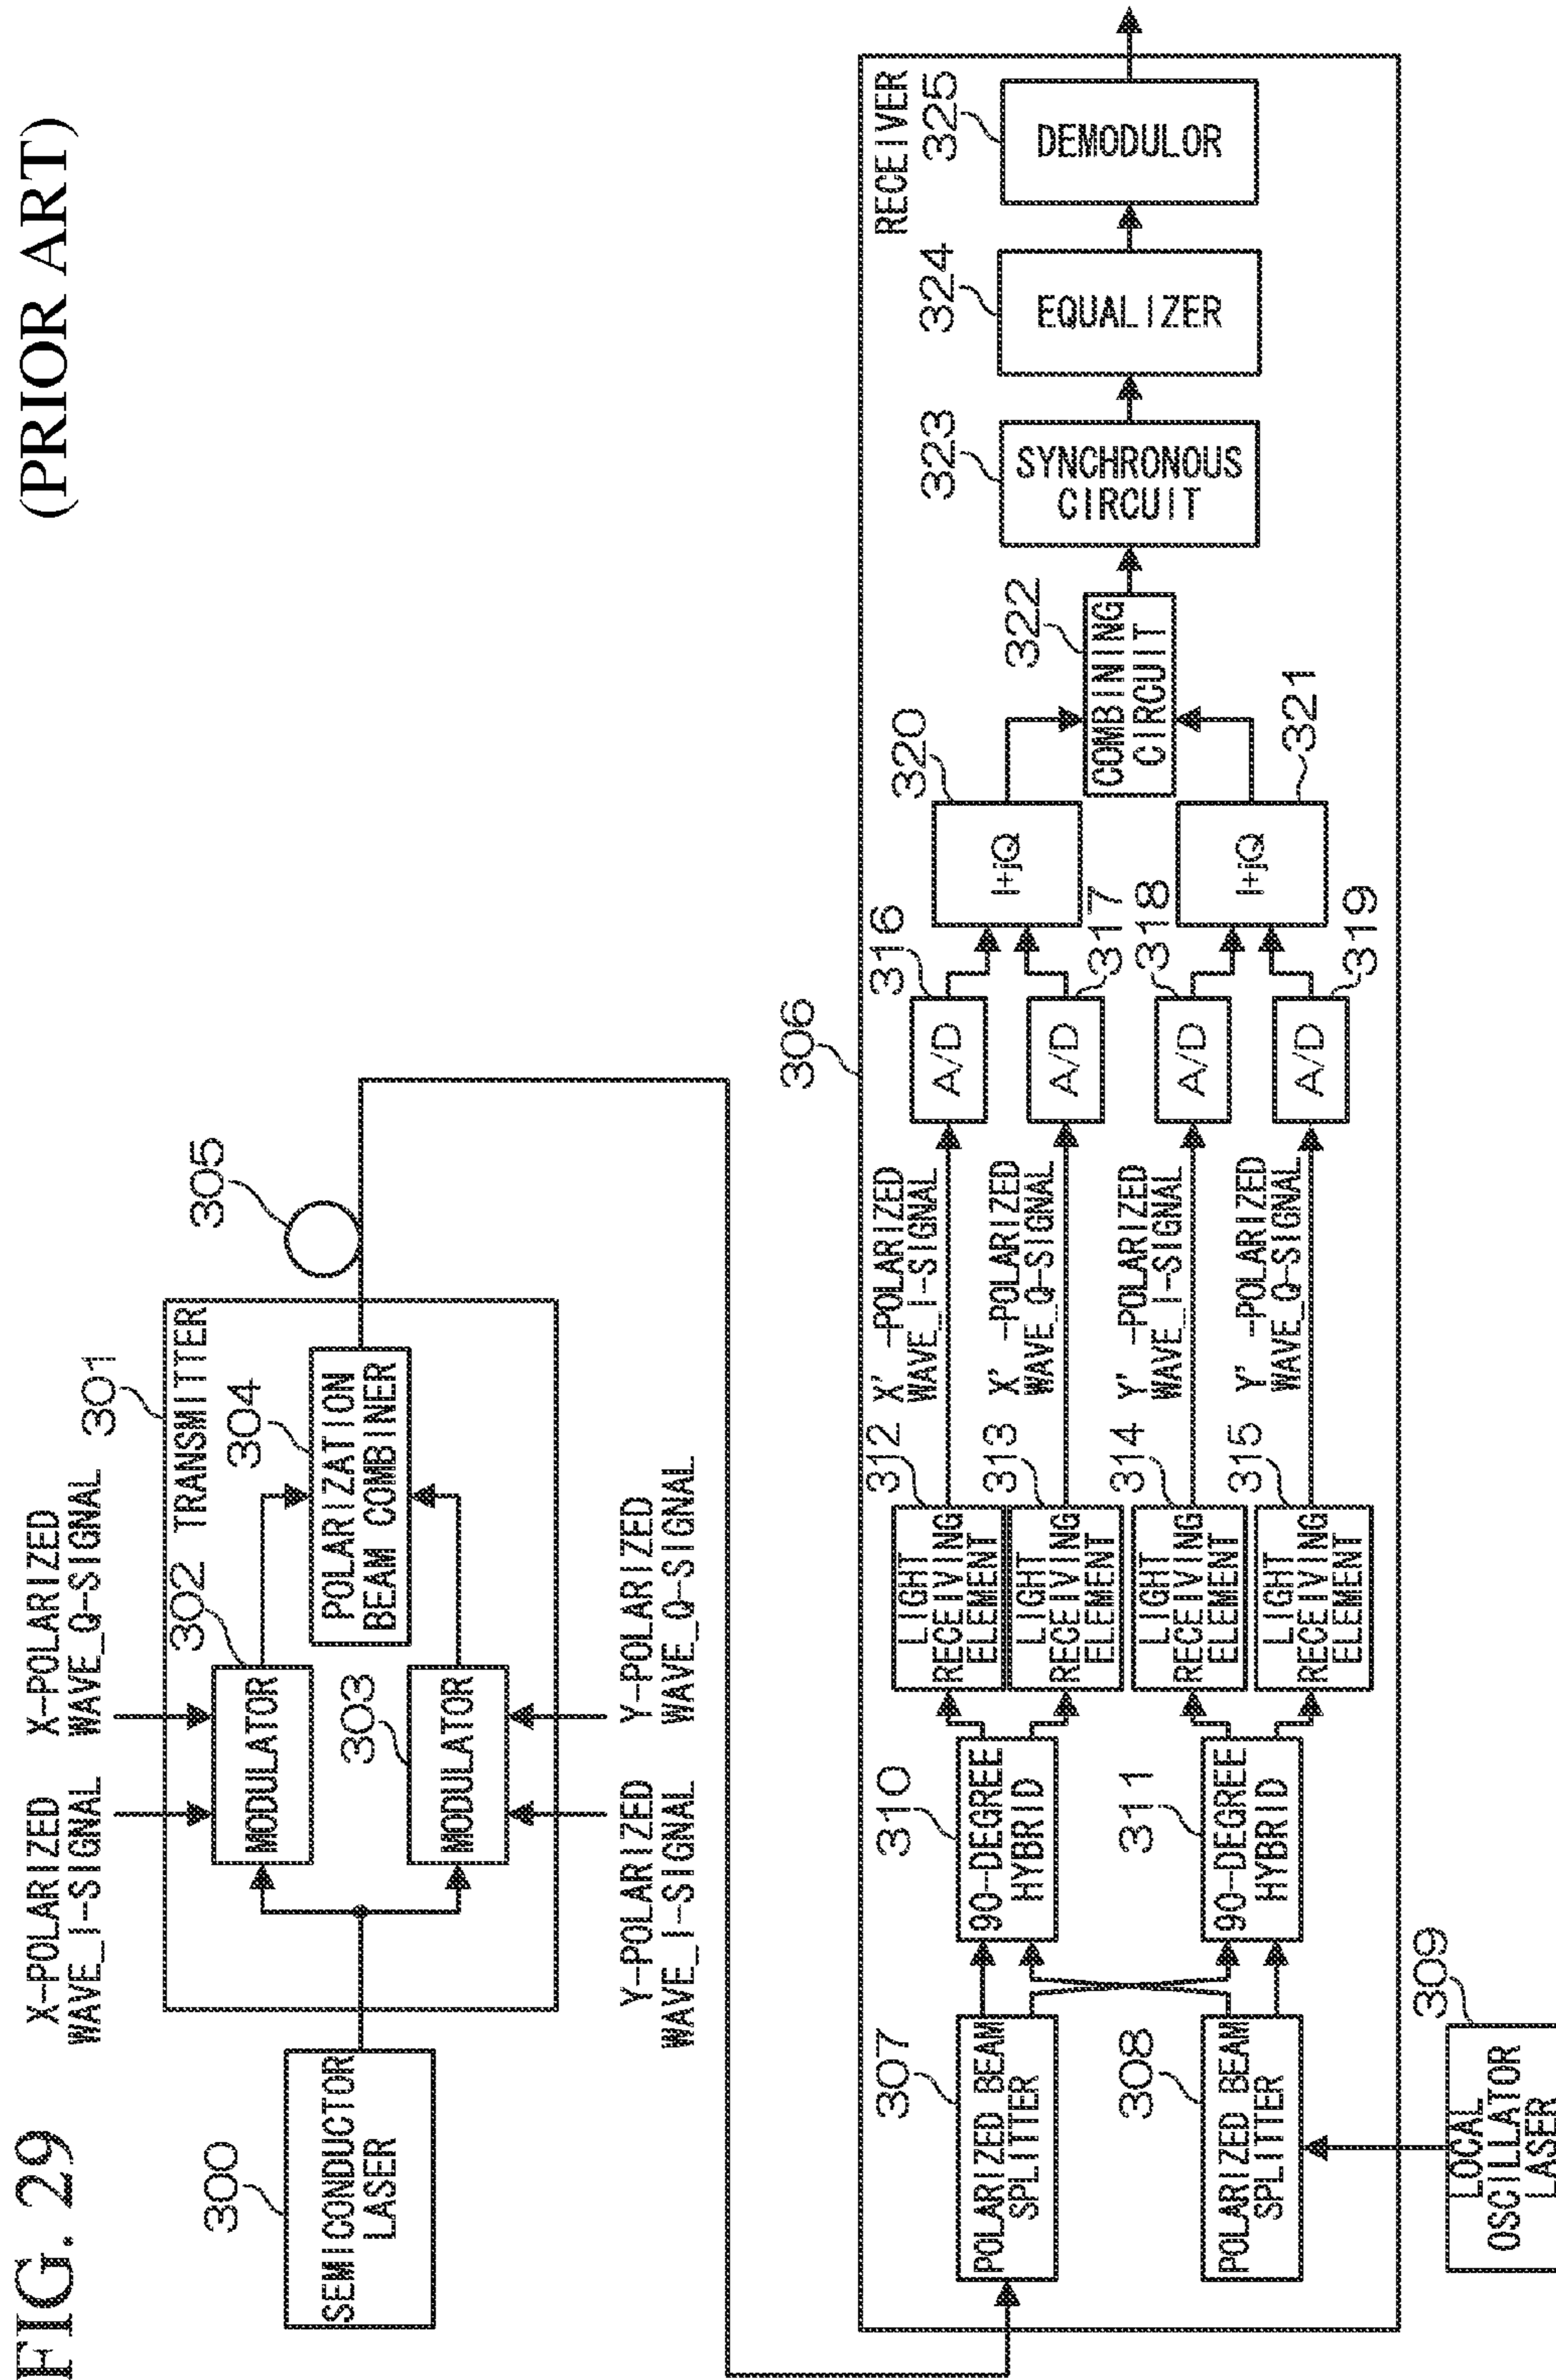 FIG. 29
(PRIOR ART)
X-POLARIZED
WAVE_I-SIGNAL
X-POLARIZED
WAVE_Q-SIGNAL
301
TRANSMITTER
302
MODULATOR
304
POLARIZATION
BEAM COMBINER
305
300
SEMICONDUCTOR
LASER
303
MODULATOR
Y-POLARIZED
WAVE_I-SIGNAL
Y-POLARIZED
WAVE_Q-SIGNAL
306
RECEIVER
307
POLARIZED BEAM
SPLITTER
308
POLARIZED BEAM
SPLITTER
309
LOCAL
OSCILLATOR
LASER
310
90-DEGREE
HYBRID
311
90-DEGREE
HYBRID
312
LIGHT
RECEIVING
ELEMENT
313
LIGHT
RECEIVING
ELEMENT
314
LIGHT
RECEIVING
ELEMENT
315
LIGHT
RECEIVING
ELEMENT
X' -POLARIZED
WAVE_I-SIGNAL
X' -POLARIZED
WAVE_Q-SIGNAL
Y' -POLARIZED
WAVE_I-SIGNAL
Y' -POLARIZED
WAVE_Q-SIGNAL
316
A/D
317
A/D
318
A/D
319
A/D
320
I+jQ
321
I+jQ
322
COMBINING
CIRCUIT
323
SYNCHRONOUS
CIRCUIT
324
EQUALIZER
325
DEMODULOR